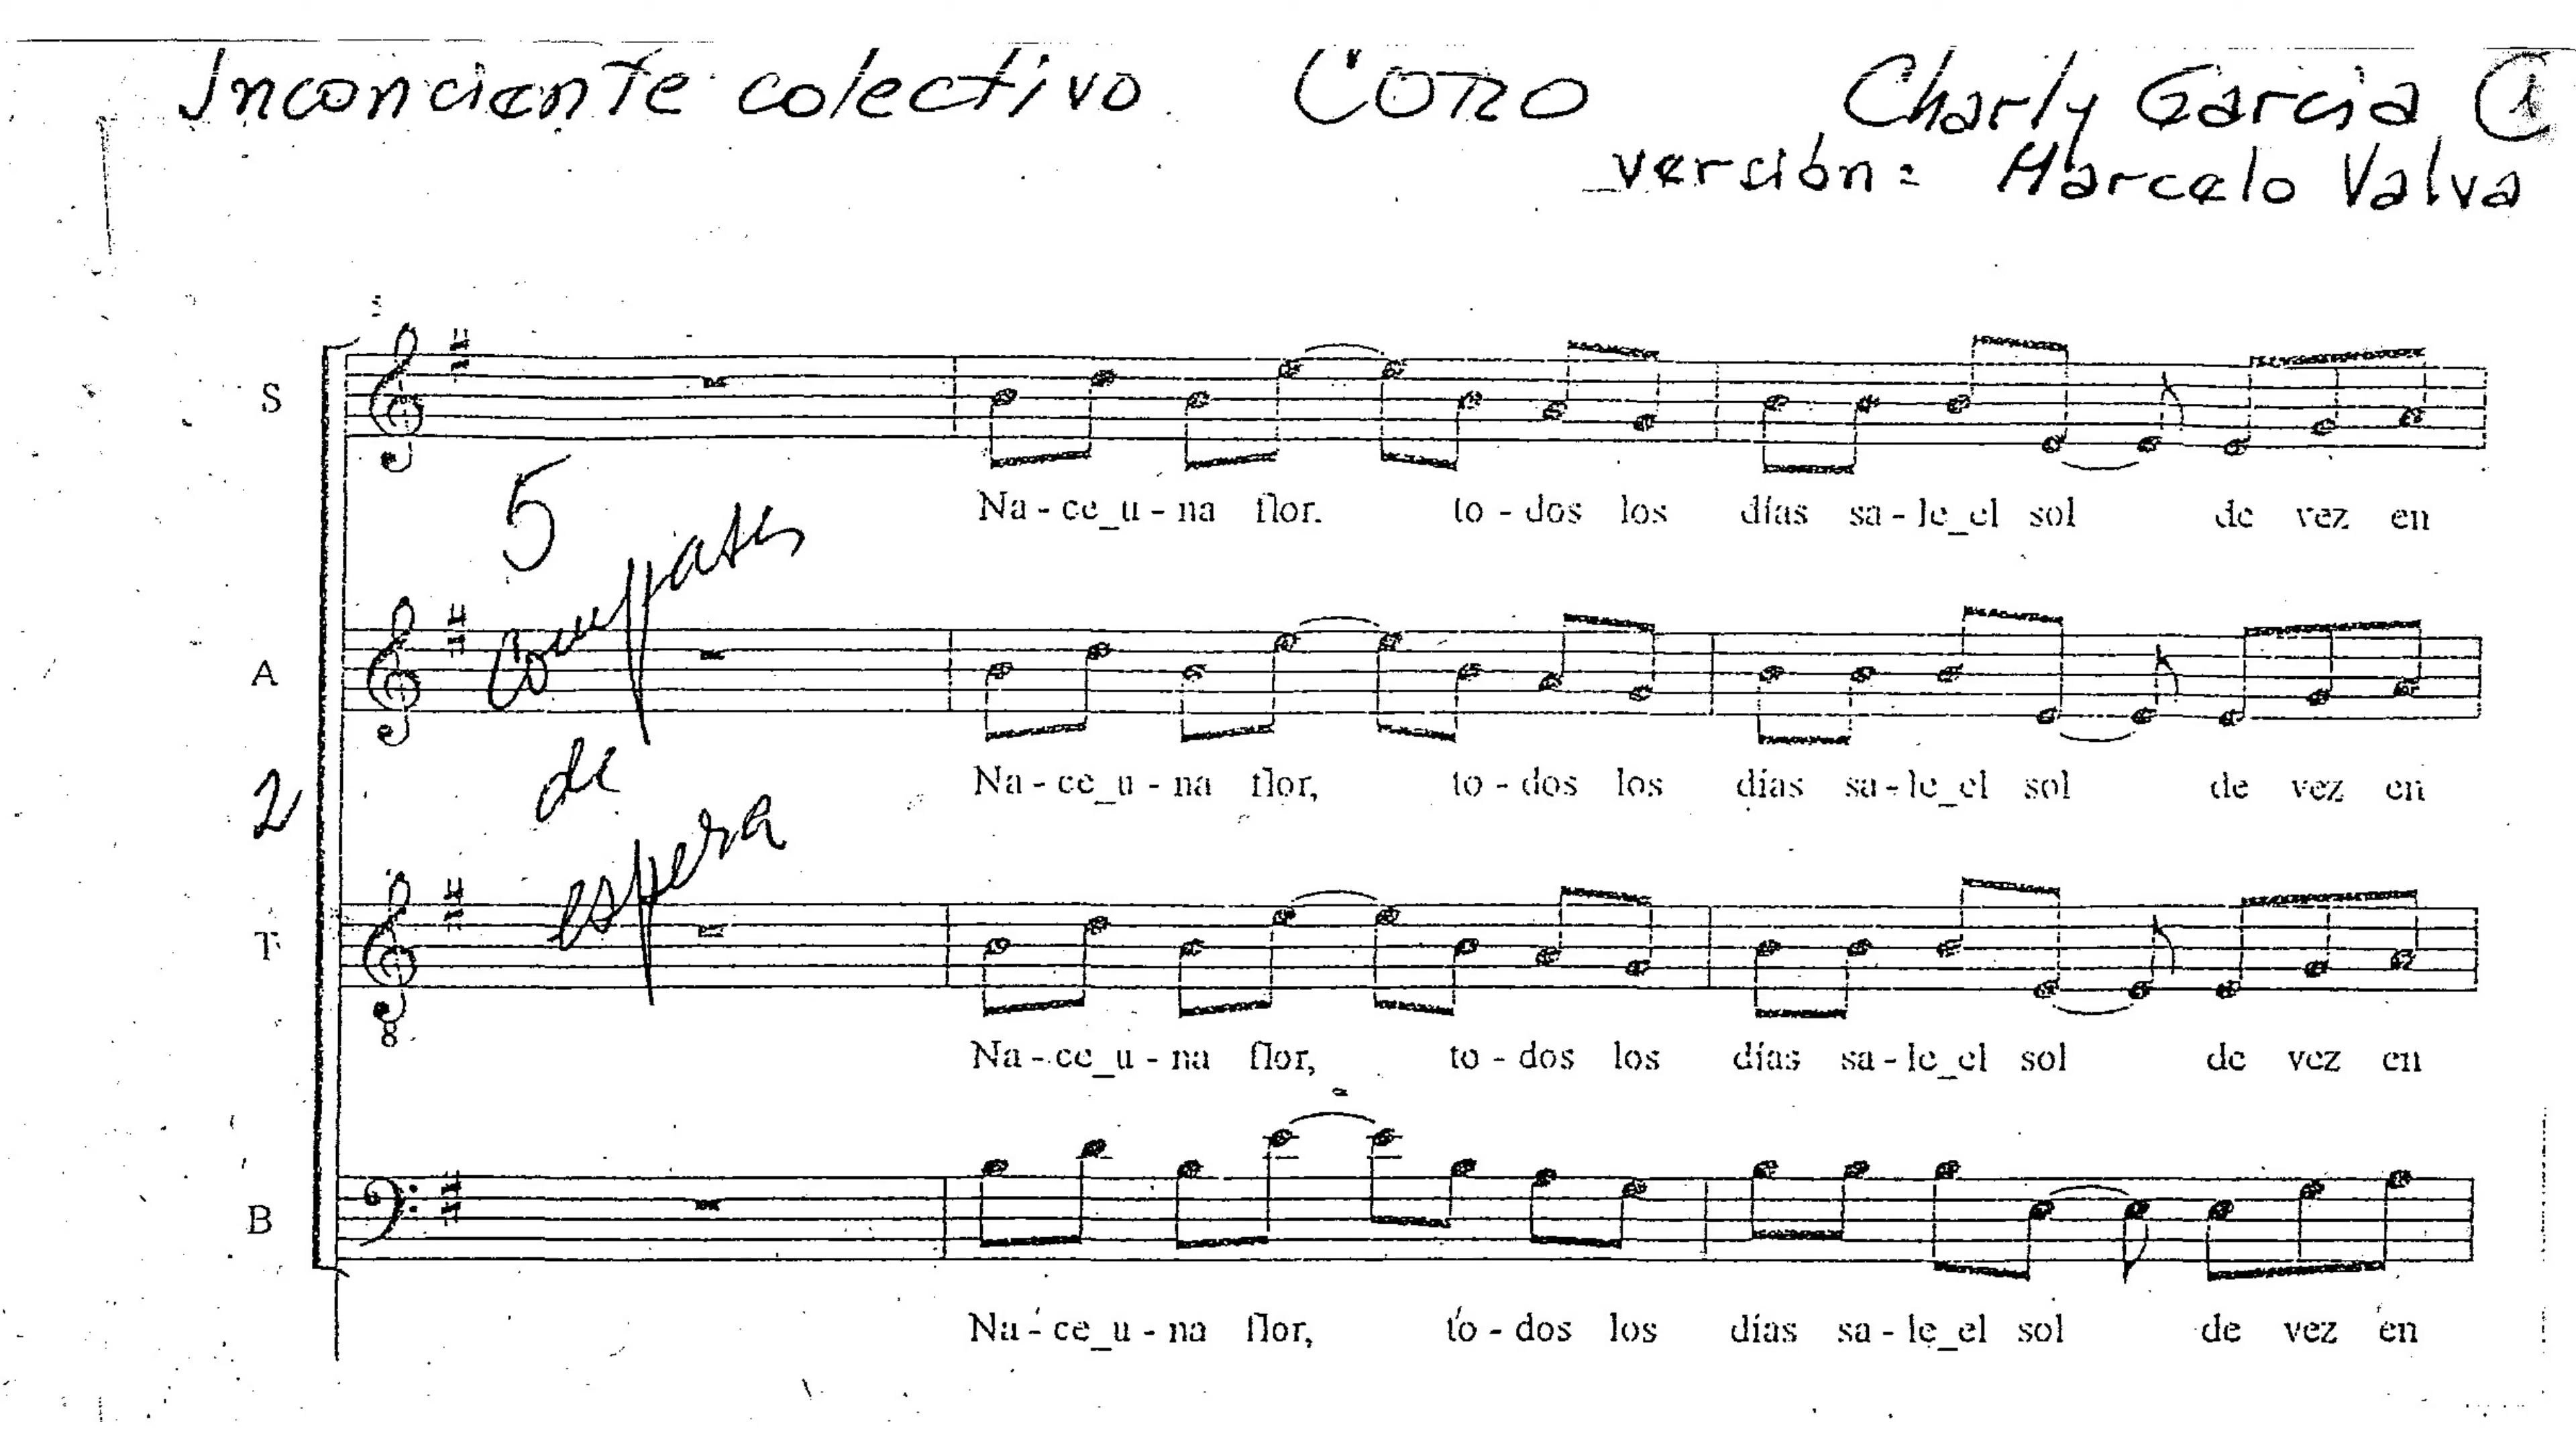 Inconciente colectivo Coro Charly Garcia 1
versión: Marcelo Valva
S
Na - ce_u - na flor. to - dos los días sa - le_el sol de vez en
5
compases
A
Na - ce_u - na flor, to - dos los días sa - le_el sol de vez en
de
2
espera
T
8
Na - ce_u - na flor, to - dos los días sa - le_el sol de vez en
B
Na - ce_u - na flor, to - dos los días sa - le_el sol de vez en